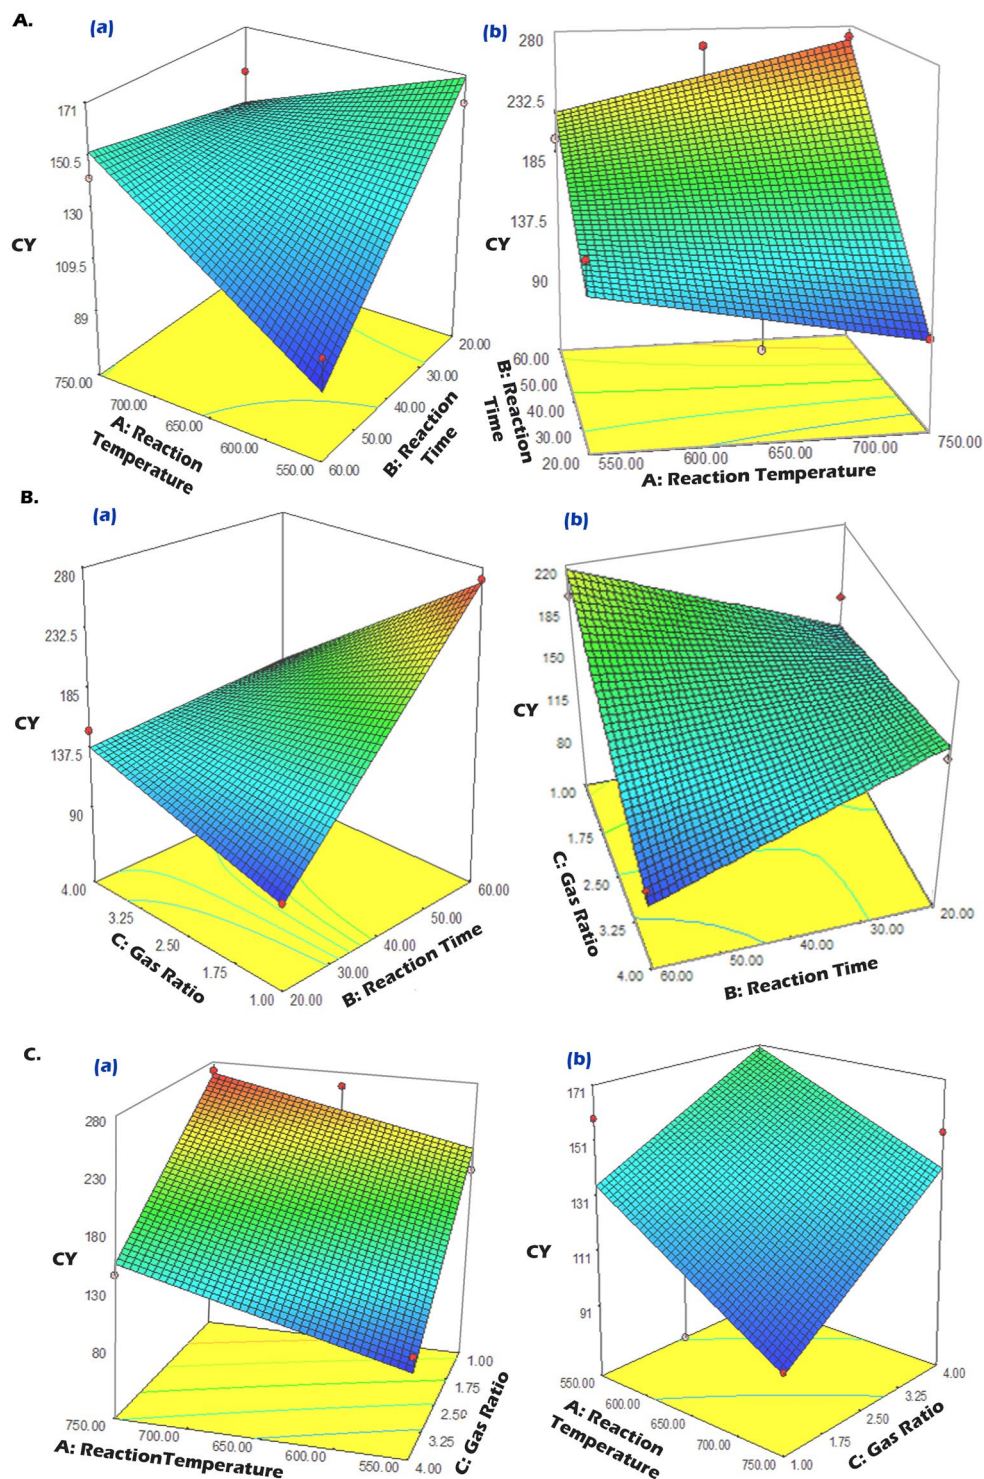 A.
(a)
171
150.5
130
CY
109.5
89
750.00
700.00
650.00
600.00
550.00
A: Reaction
Temperature
20.00
30.00
40.00
50.00
60.00
B: Reaction
Time
(b)
280
232.5
185
137.5
CY
90
60.00
50.00
40.00
30.00
20.00
B: Reaction
Time
550.00
600.00
650.00
700.00
750.00
A: Reaction Temperature
B.
(a)
280
232.5
185
CY
137.5
90
4.00
3.25
2.50
1.75
1.00
C: Gas Ratio
60.00
50.00
40.00
30.00
20.00
B: Reaction Time
(b)
220
185
150
115
CY
80
1.00
1.75
2.50
3.25
4.00
C: Gas Ratio
60.00
50.00
40.00
30.00
20.00
B: Reaction Time
C.
(a)
280
230
180
CY
130
80
750.00
700.00
650.00
600.00
550.00
A: ReactionTemperature
1.00
1.75
2.50
3.25
4.00
C: Gas Ratio
(b)
171
151
131
CY
111
91
550.00
600.00
650.00
700.00
750.00
A: Reaction
Temperature
4.00
3.25
2.50
1.75
1.00
C: Gas Ratio